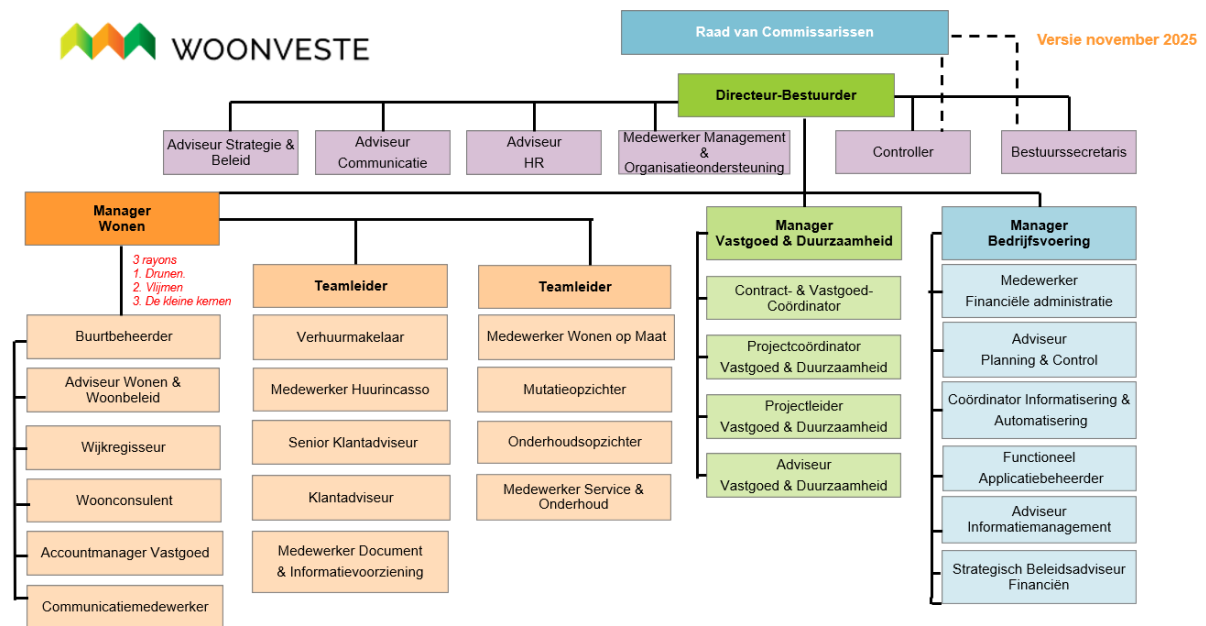 WOONVESTE
Raad van Commissarissen
Versie november 2025
Directeur-Bestuurder
Adviseur Strategie &
Beleid
Adviseur
Communicatie
Adviseur
HR
Medewerker Management
&
Organisatieondersteuning
Controller
Bestuurssecretaris
Manager
Wonen
3 rayons
1. Drunen.
2. Vlijmen
3. De kleine kernen
Buurtbeheerder
Adviseur Wonen &
Woonbeleid
Wijkregisseur
Woonconsulent
Accountmanager Vastgoed
Communicatiemedewerker
Teamleider
Verhuurmakelaar
Medewerker Huurincasso
Senior Klantadviseur
Klantadviseur
Medewerker Document
& Informatievoorziening
Teamleider
Medewerker Wonen op Maat
Mutatieopzichter
Onderhoudsopzichter
Medewerker Service &
Onderhoud
Manager
Vastgoed & Duurzaamheid
Contract- & Vastgoed-
Coördinator
Projectcoördinator
Vastgoed & Duurzaamheid
Projectleider
Vastgoed & Duurzaamheid
Adviseur
Vastgoed & Duurzaamheid
Manager
Bedrijfsvoering
Medewerker
Financiële administratie
Adviseur
Planning & Control
Coördinator Informatisering &
Automatisering
Functioneel
Applicatiebeheerder
Adviseur
Informatiemanagement
Strategisch Beleidsadviseur
Financiën